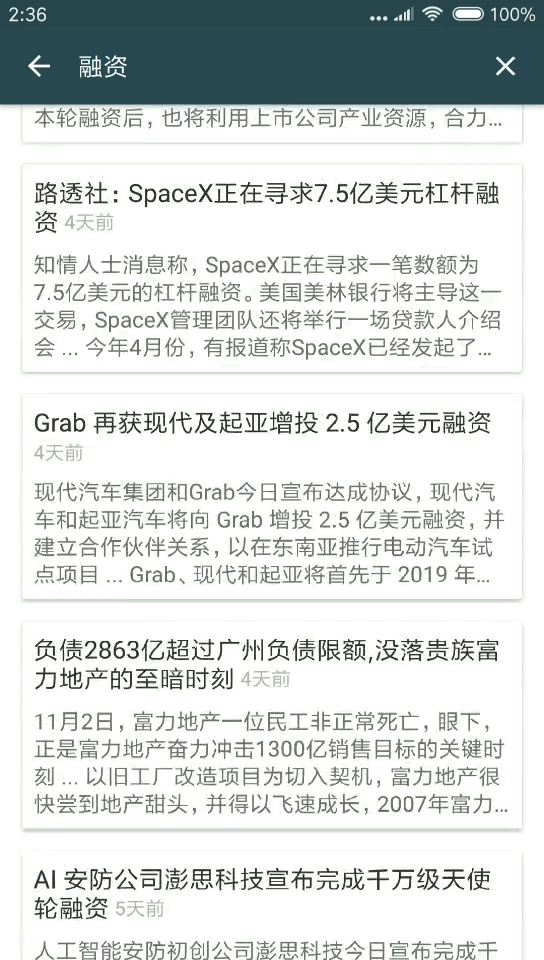 2:36
100%
融资
本轮融资后，也将利用上市公司产业资源，合力...
路透社：SpaceX正在寻求7.5亿美元杠杆融
资 4天前
知情人士消息称，SpaceX正在寻求一笔数额为
7.5亿美元的杠杆融资。美国美林银行将主导这一
交易，SpaceX管理团队还将举行一场贷款人介绍
会 ... 今年4月份，有报道称SpaceX已经发起了...
Grab 再获现代及起亚增投 2.5 亿美元融资
4天前
现代汽车集团和Grab今日宣布达成协议，现代汽
车和起亚汽车将向 Grab 增投 2.5 亿美元融资，并
建立合作伙伴关系，以在东南亚推行电动汽车试
点项目 ... Grab、现代和起亚将首先于 2019 年...
负债2863亿超过广州负债限额,没落贵族富
力地产的至暗时刻 4天前
11月2日，富力地产一位民工非正常死亡，眼下，
正是富力地产奋力冲击1300亿销售目标的关键时
刻 ... 以旧工厂改造项目为切入契机，富力地产很
快尝到地产甜头，并得以飞速成长，2007年富力...
AI 安防公司澎思科技宣布完成千万级天使
轮融资 5天前
人工智能安防初创公司澎思科技今日宣布完成千